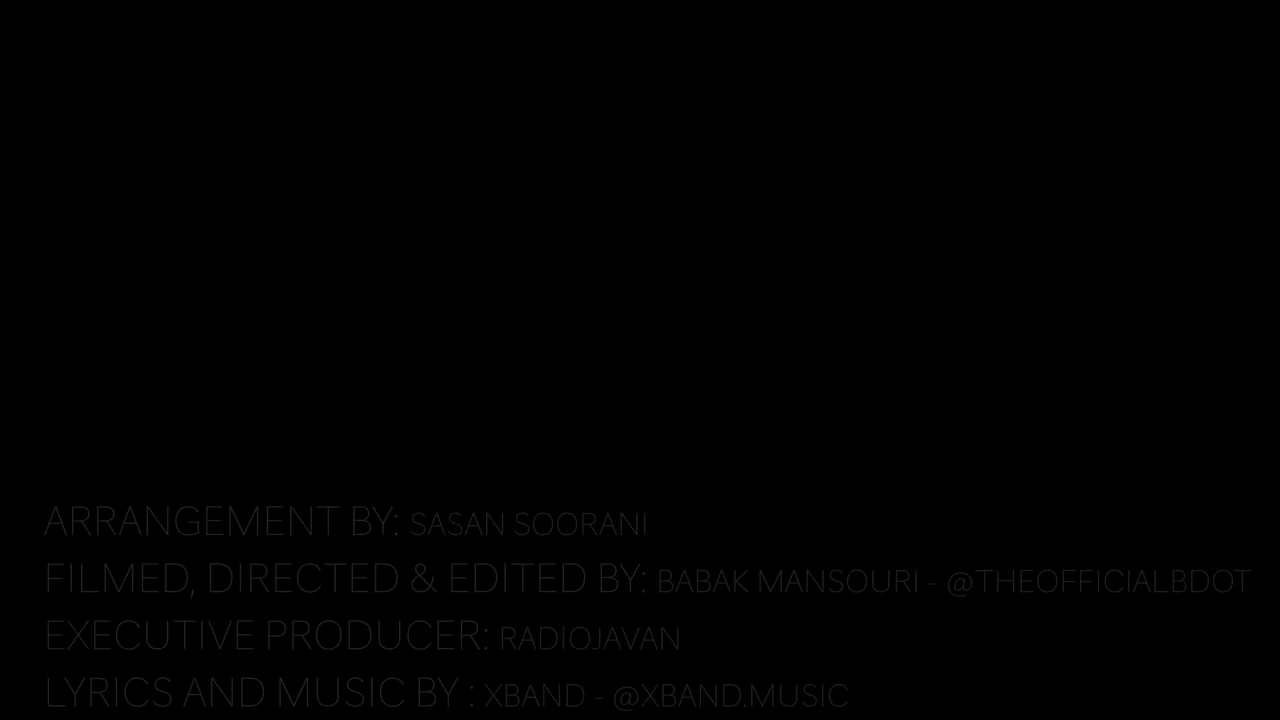 ARRANGEMENT BY: SASAN SOORANI
FILMED, DIRECTED & EDITED BY: BABAK MANSOURI - @THEOFFICIALBDOT
EXECUTIVE PRODUCER: RADIOJAVAN
LYRICS AND MUSIC BY : XBAND - @XBAND.MUSIC